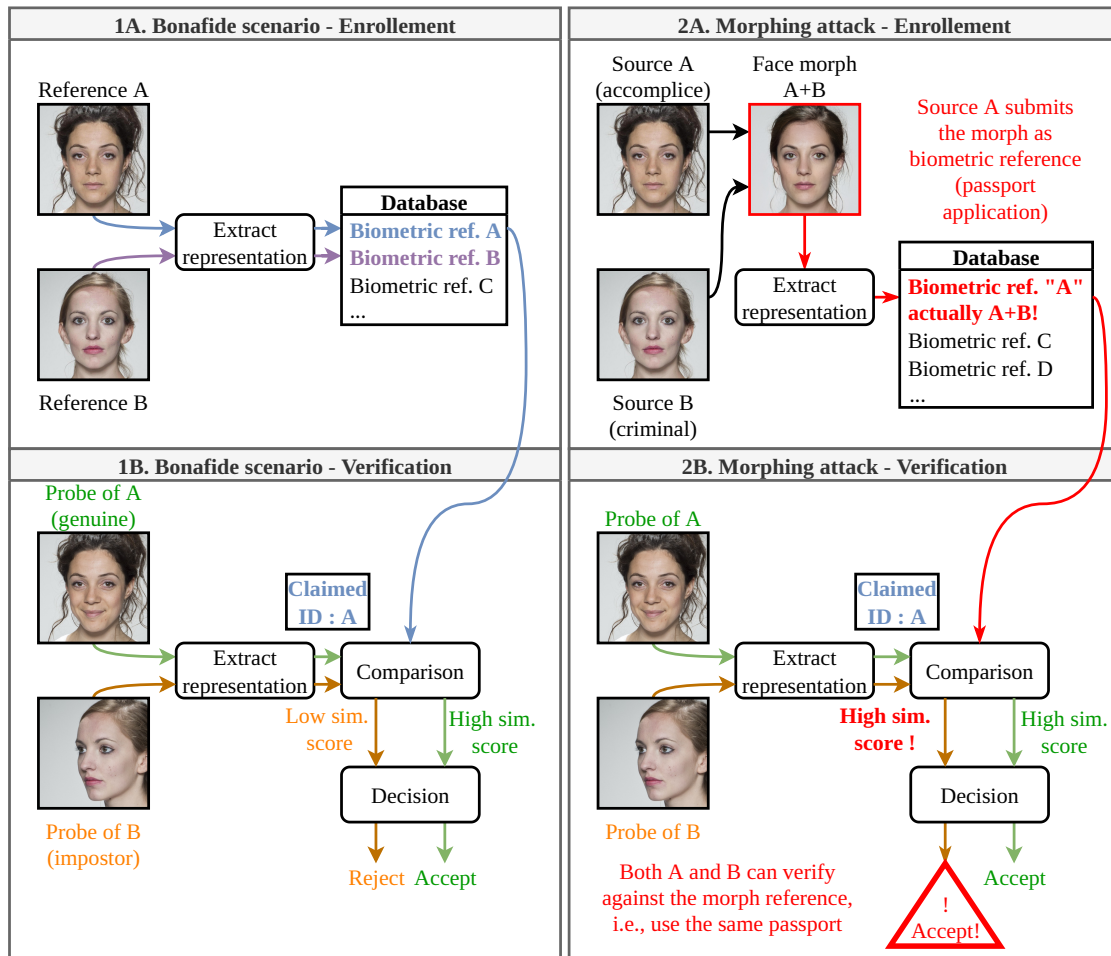 1A. Bonafide scenario - Enrollement
Reference A
Extract
representation
Database
Biometric ref. A
Biometric ref. B
Biometric ref. C
...
Reference B
2A. Morphing attack - Enrollement
Source A
(accomplice)
Face morph
A+B
Source A submits
the morph as
biometric reference
(passport
application)
Extract
representation
Database
Biometric ref. "A"
actually A+B!
Biometric ref. C
Biometric ref. D
...
Source B
(criminal)
1B. Bonafide scenario - Verification
Probe of A
(genuine)
Claimed
ID : A
Extract
representation
Comparison
Low sim.
score
High sim.
score
Decision
Probe of B
(impostor)
Reject
Accept
2B. Morphing attack - Verification
Probe of A
Claimed
ID : A
Extract
representation
Comparison
High sim.
score !
High sim.
score
Decision
Probe of B
Both A and B can verify
against the morph reference,
i.e., use the same passport
!
Accept!
Accept